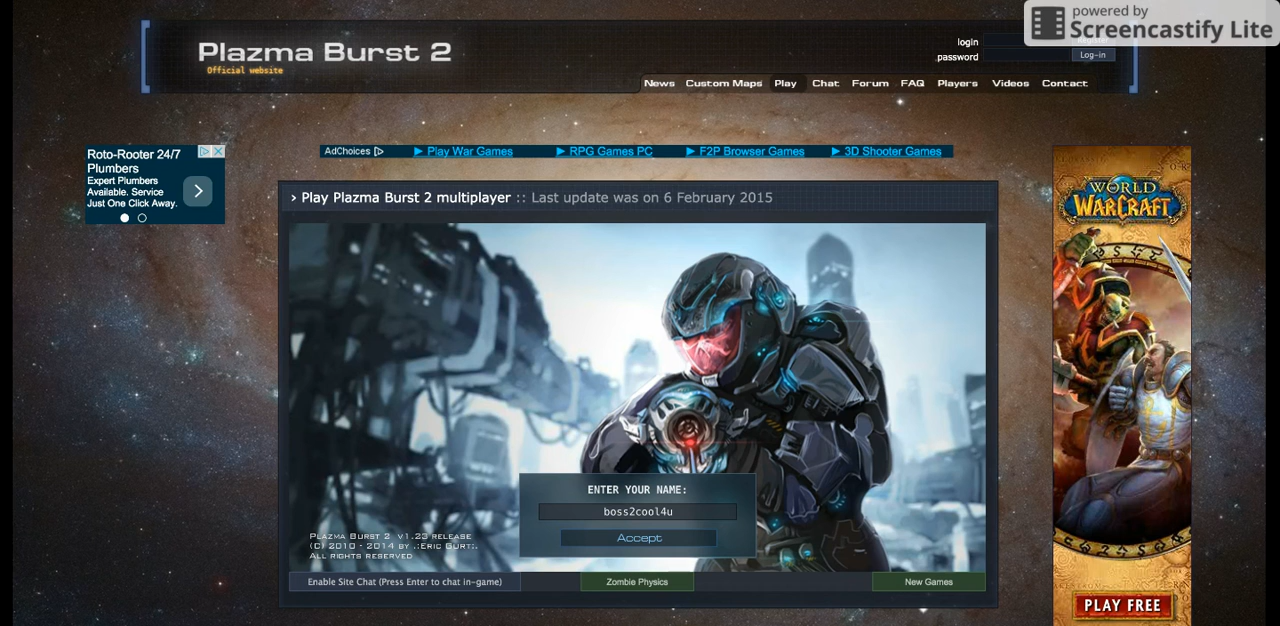 powered by
Screencastify Lite
Plazma Burst 2
Official website
login
password
Log-in
News Custom Maps Play Chat Forum FAQ Players Videos Contact
Roto-Rooter 24/7
Plumbers
Expert Plumbers
Available. Service
Just One Click Away.
AdChoices
► Play War Games
► RPG Games PC
► F2P Browser Games
► 3D Shooter Games
› Play Plazma Burst 2 multiplayer :: Last update was on 6 February 2015
WORLD
OF
WARCRAFT
ENTER YOUR NAME:
boss2cool4u
Accept
PLAZMA BURST 2 V1.23 RELEASE
(C) 2010 - 2014 BY .:ERIC GURT:.
ALL RIGHTS RESERVED
Enable Site Chat (Press Enter to chat in-game)
Zombie Physics
New Games
PLAY FREE